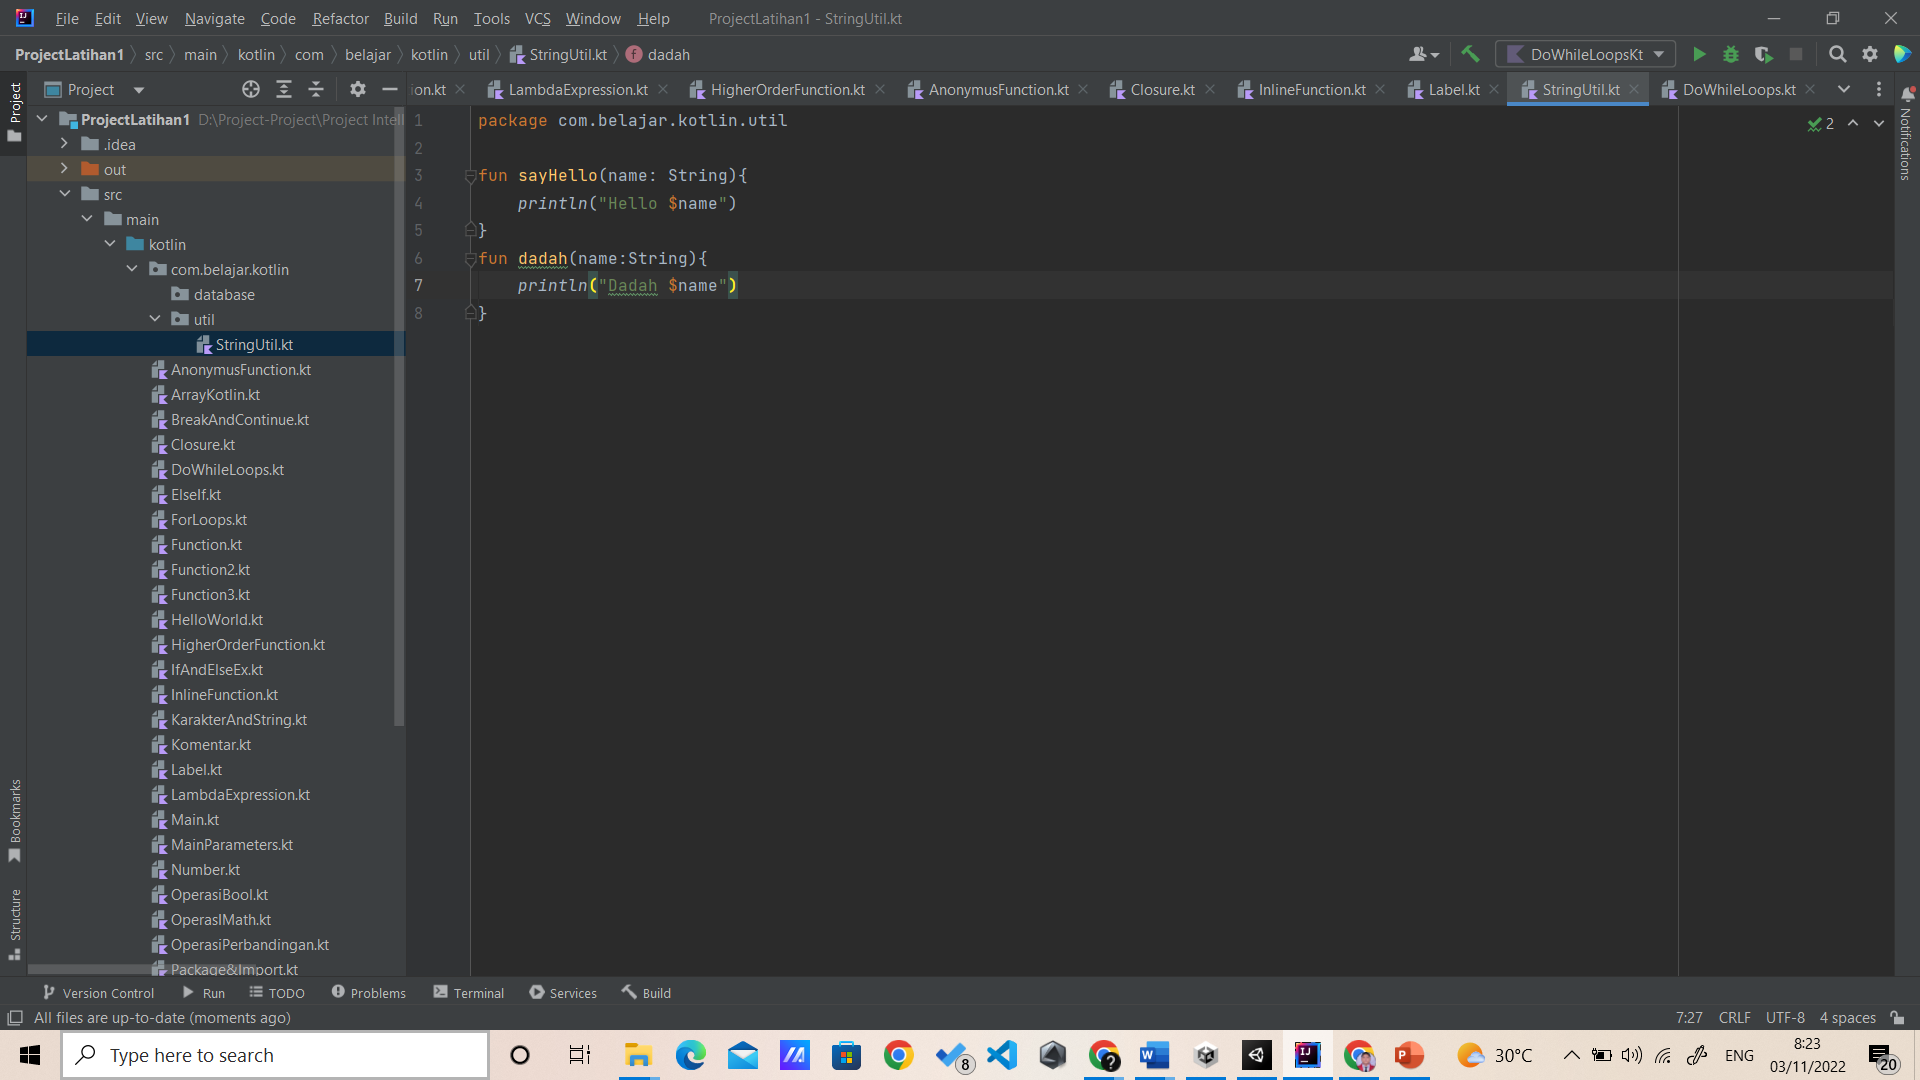 File Edit View Navigate Code Refactor Build Run Tools VCS Window Help ProjectLatihan1 - StringUtil.kt
ProjectLatihan1 src main kotlin com belajar kotlin util StringUtil.kt dadah DoWhileLoopsKt
Project ion.kt LambdaExpression.kt HigherOrderFunction.kt AnonymusFunction.kt Closure.kt InlineFunction.kt Label.kt StringUtil.kt DoWhileLoops.kt
Project
Notifications
ProjectLatihan1 D:\Project-Project\Project Intell
.idea
out
src
main
kotlin
com.belajar.kotlin
database
util
StringUtil.kt
AnonymusFunction.kt
ArrayKotlin.kt
BreakAndContinue.kt
Closure.kt
DoWhileLoops.kt
ElseIf.kt
ForLoops.kt
Function.kt
Function2.kt
Function3.kt
HelloWorld.kt
HigherOrderFunction.kt
IfAndElseEx.kt
InlineFunction.kt
KarakterAndString.kt
Komentar.kt
Label.kt
LambdaExpression.kt
Main.kt
MainParameters.kt
Number.kt
OperasiBool.kt
OperasIMath.kt
OperasiPerbandingan.kt
Package&Import.kt
1 package com.belajar.kotlin.util
2
3 fun sayHello(name: String){
4 println("Hello $name")
5 }
6 fun dadah(name:String){
7 println("Dadah $name")
8 }
2
Bookmarks
Structure
Version Control Run TODO Problems Terminal Services Build
All files are up-to-date (moments ago) 7:27 CRLF UTF-8 4 spaces
Type here to search 8 30°C ENG 8:23
03/11/2022 20